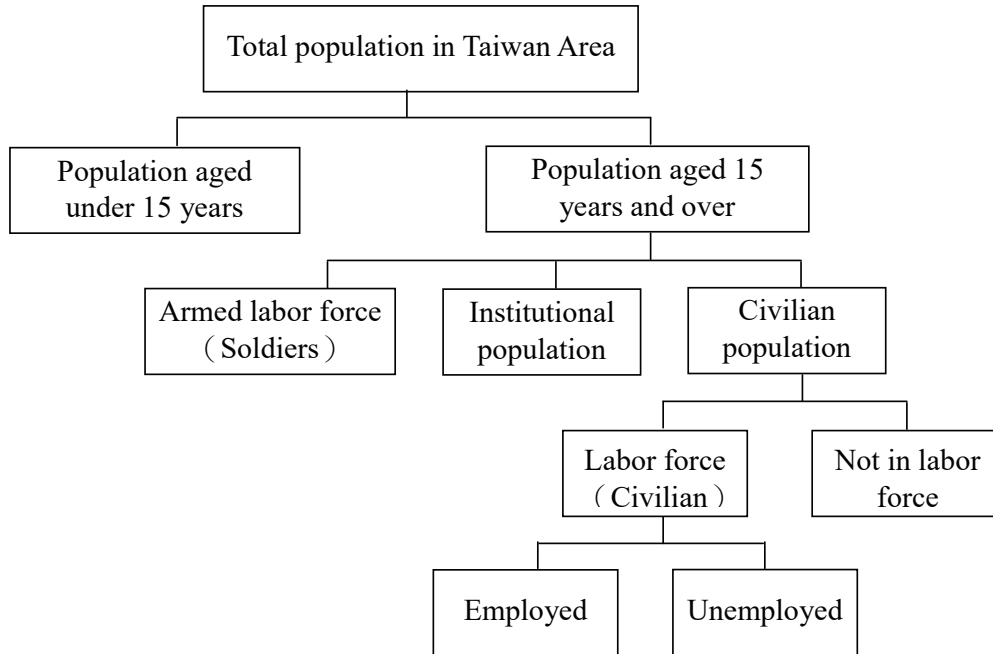 Total population in Taiwan Area
Population aged
under 15 years
Population aged 15
years and over
Armed labor force
（Soldiers）
Institutional
population
Civilian
population
Labor force
（Civilian）
Not in labor
force
Employed
Unemployed